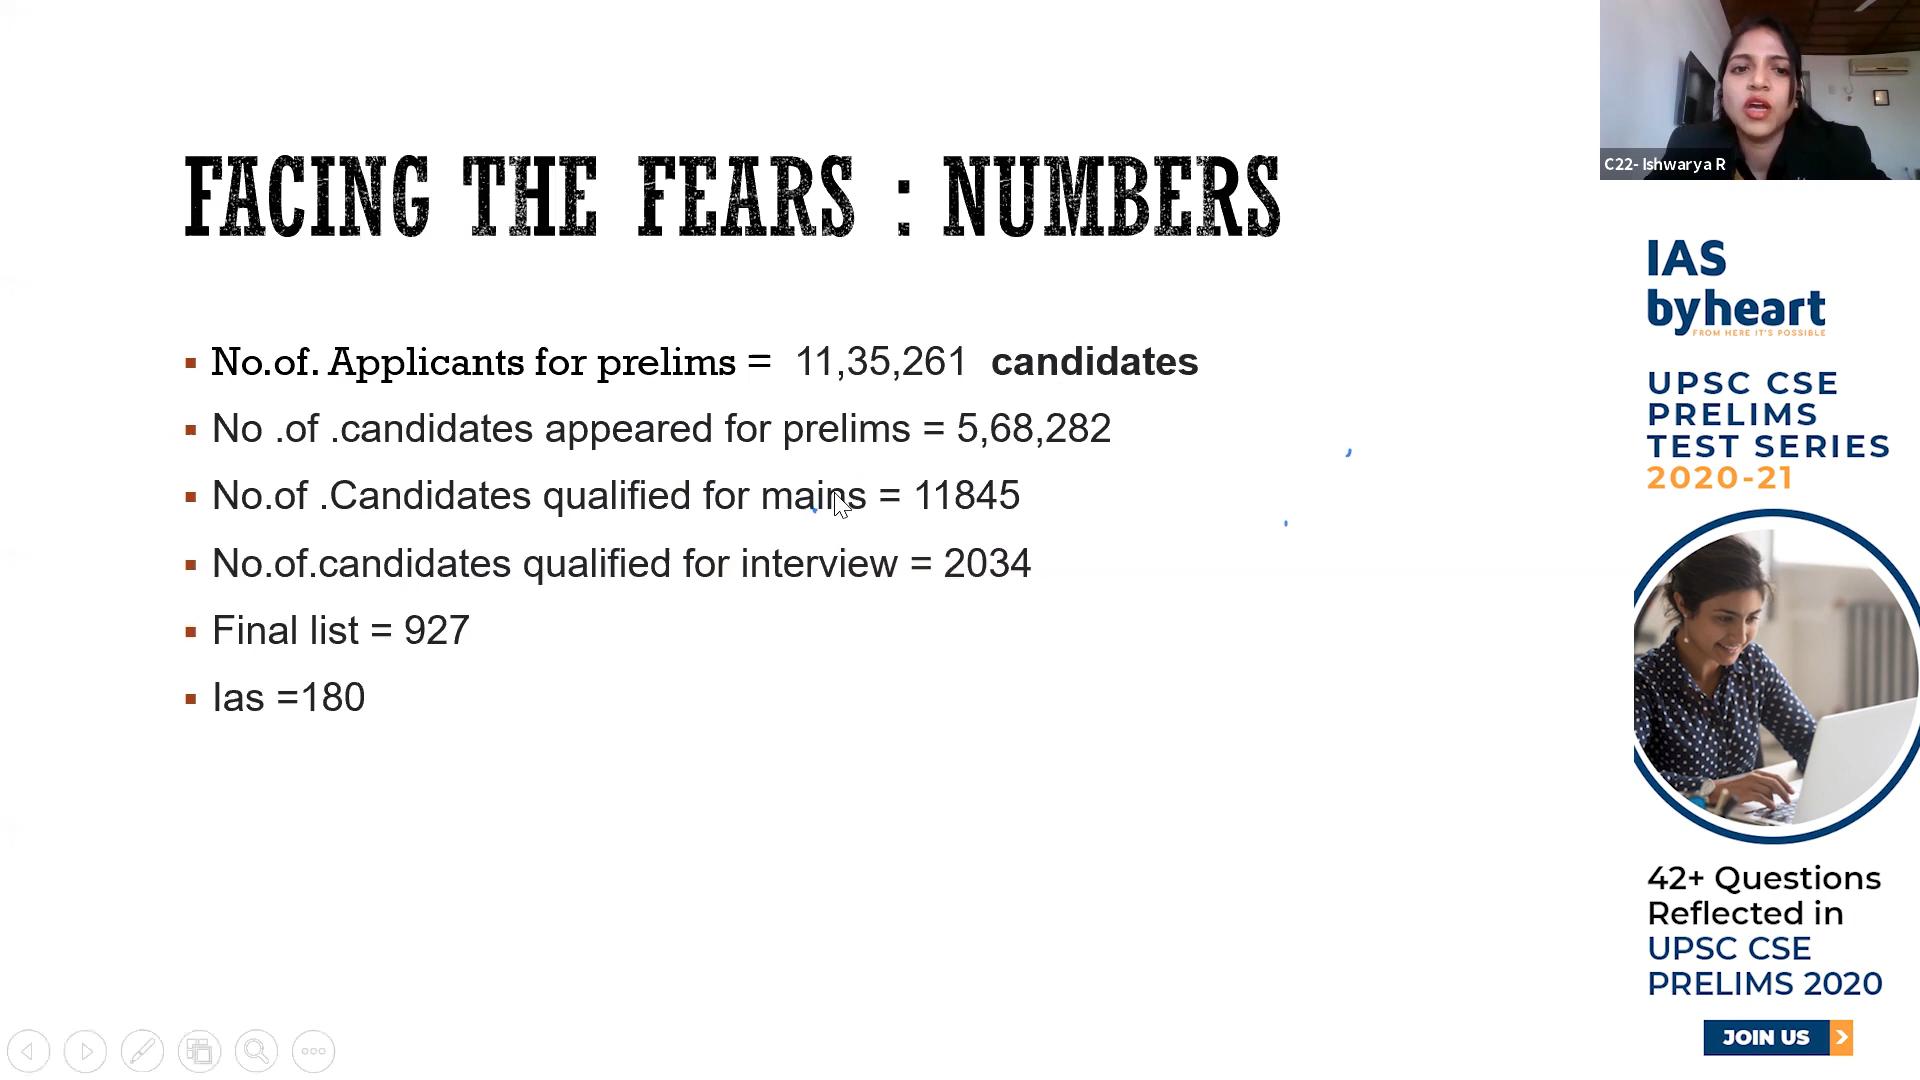 FACING THE FEARS : NUMBERS
▪ No.of. Applicants for prelims = 11,35,261 candidates
▪ No .of .candidates appeared for prelims = 5,68,282
▪ No.of .Candidates qualified for mains = 11845
▪ No.of.candidates qualified for interview = 2034
▪ Final list = 927
▪ Ias =180
C22- Ishwarya R
IAS
byheart
FROM HERE IT'S POSSIBLE
UPSC CSE
PRELIMS
TEST SERIES
2020-21
42+ Questions
Reflected in
UPSC CSE
PRELIMS 2020
JOIN US